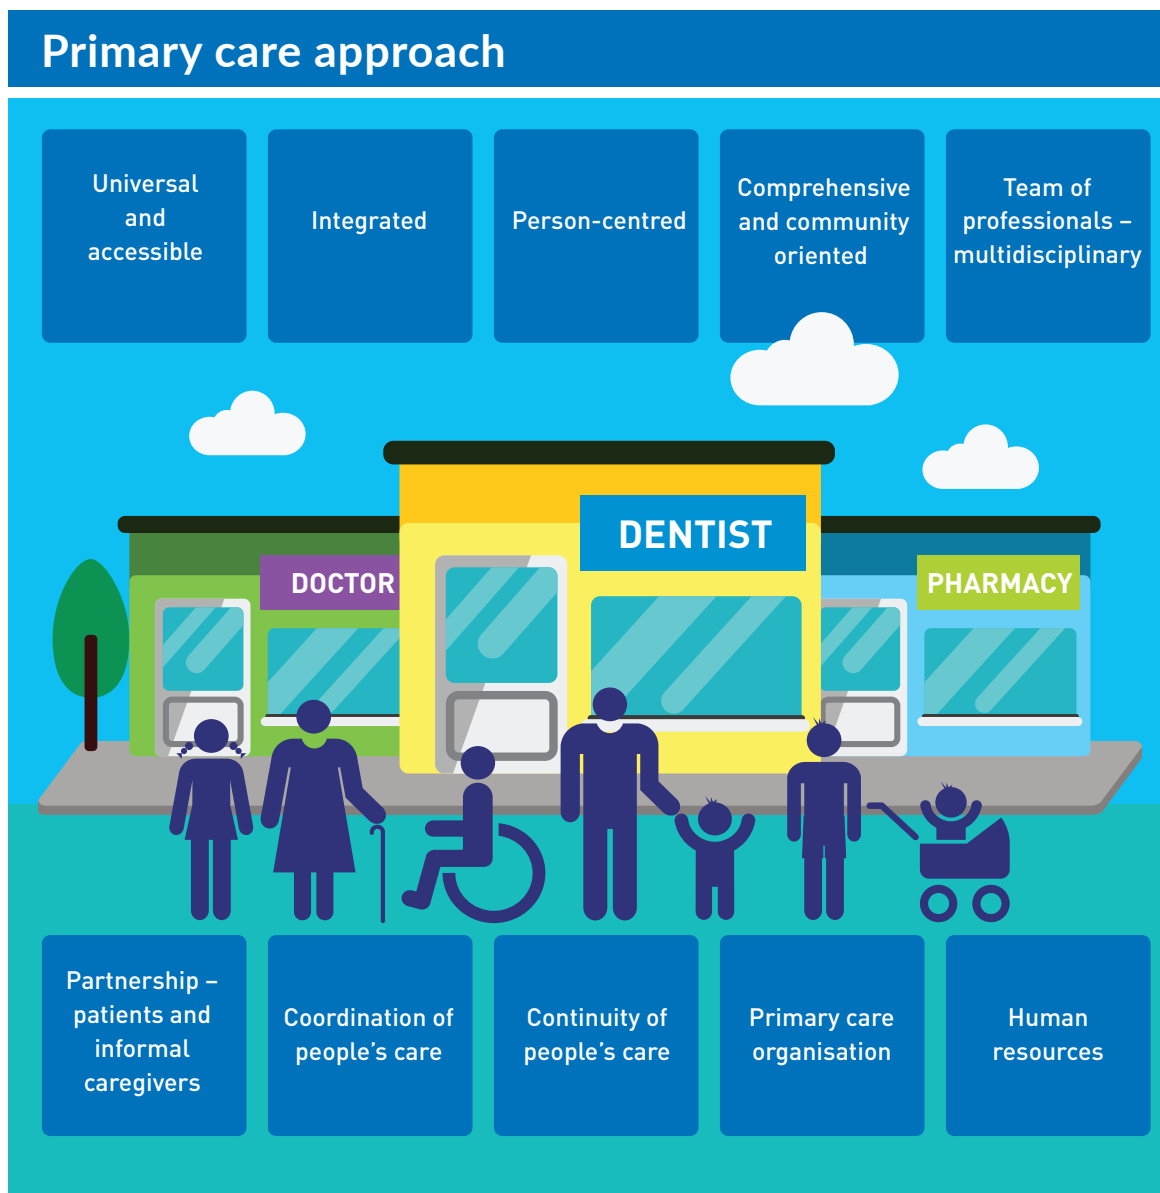 Primary care approach
Universal
and
accessible
Integrated
Person-centred
Comprehensive
and community
oriented
Team of
professionals –
multidisciplinary
DOCTOR
DENTIST
PHARMACY
Partnership –
patients and
informal
caregivers
Coordination of
people’s care
Continuity of
people’s care
Primary care
organisation
Human
resources